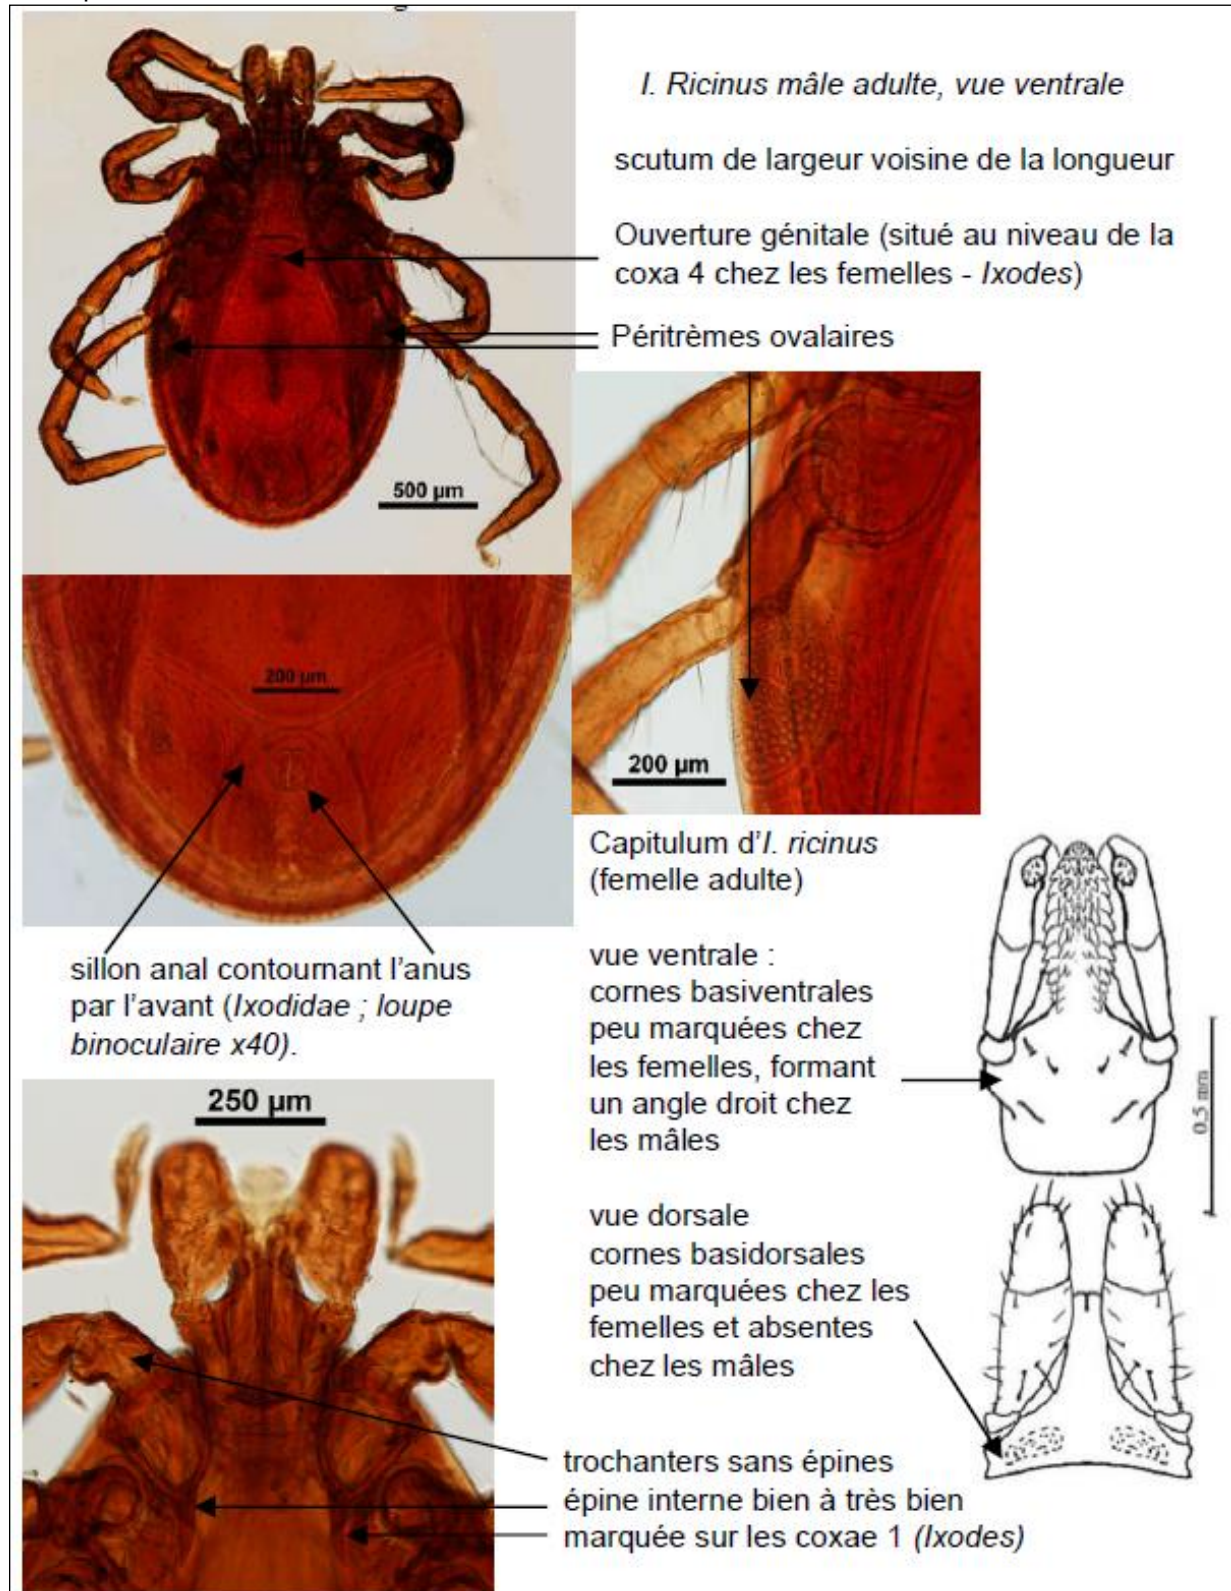 I. Ricinus mâle adulte, vue ventrale
scutum de largeur voisine de la longueur
Ouverture génitale (situé au niveau de la
coxa 4 chez les femelles - Ixodes)
Péritrèmes ovalaires
500 µm
200 µm
200 µm
sillon anal contournant l'anus
par l'avant (Ixodidae ; loupe
binoculaire x40).
Capitulum d'I. ricinus
(femelle adulte)
vue ventrale :
cornes basiventrales
peu marquées chez
les femelles, formant
un angle droit chez
les mâles
0.5 mm
vue dorsale
cornes basidorsales
peu marquées chez les
femelles et absentes
chez les mâles
250 µm
trochanters sans épines
épine interne bien à très bien
marquée sur les coxae 1 (Ixodes)